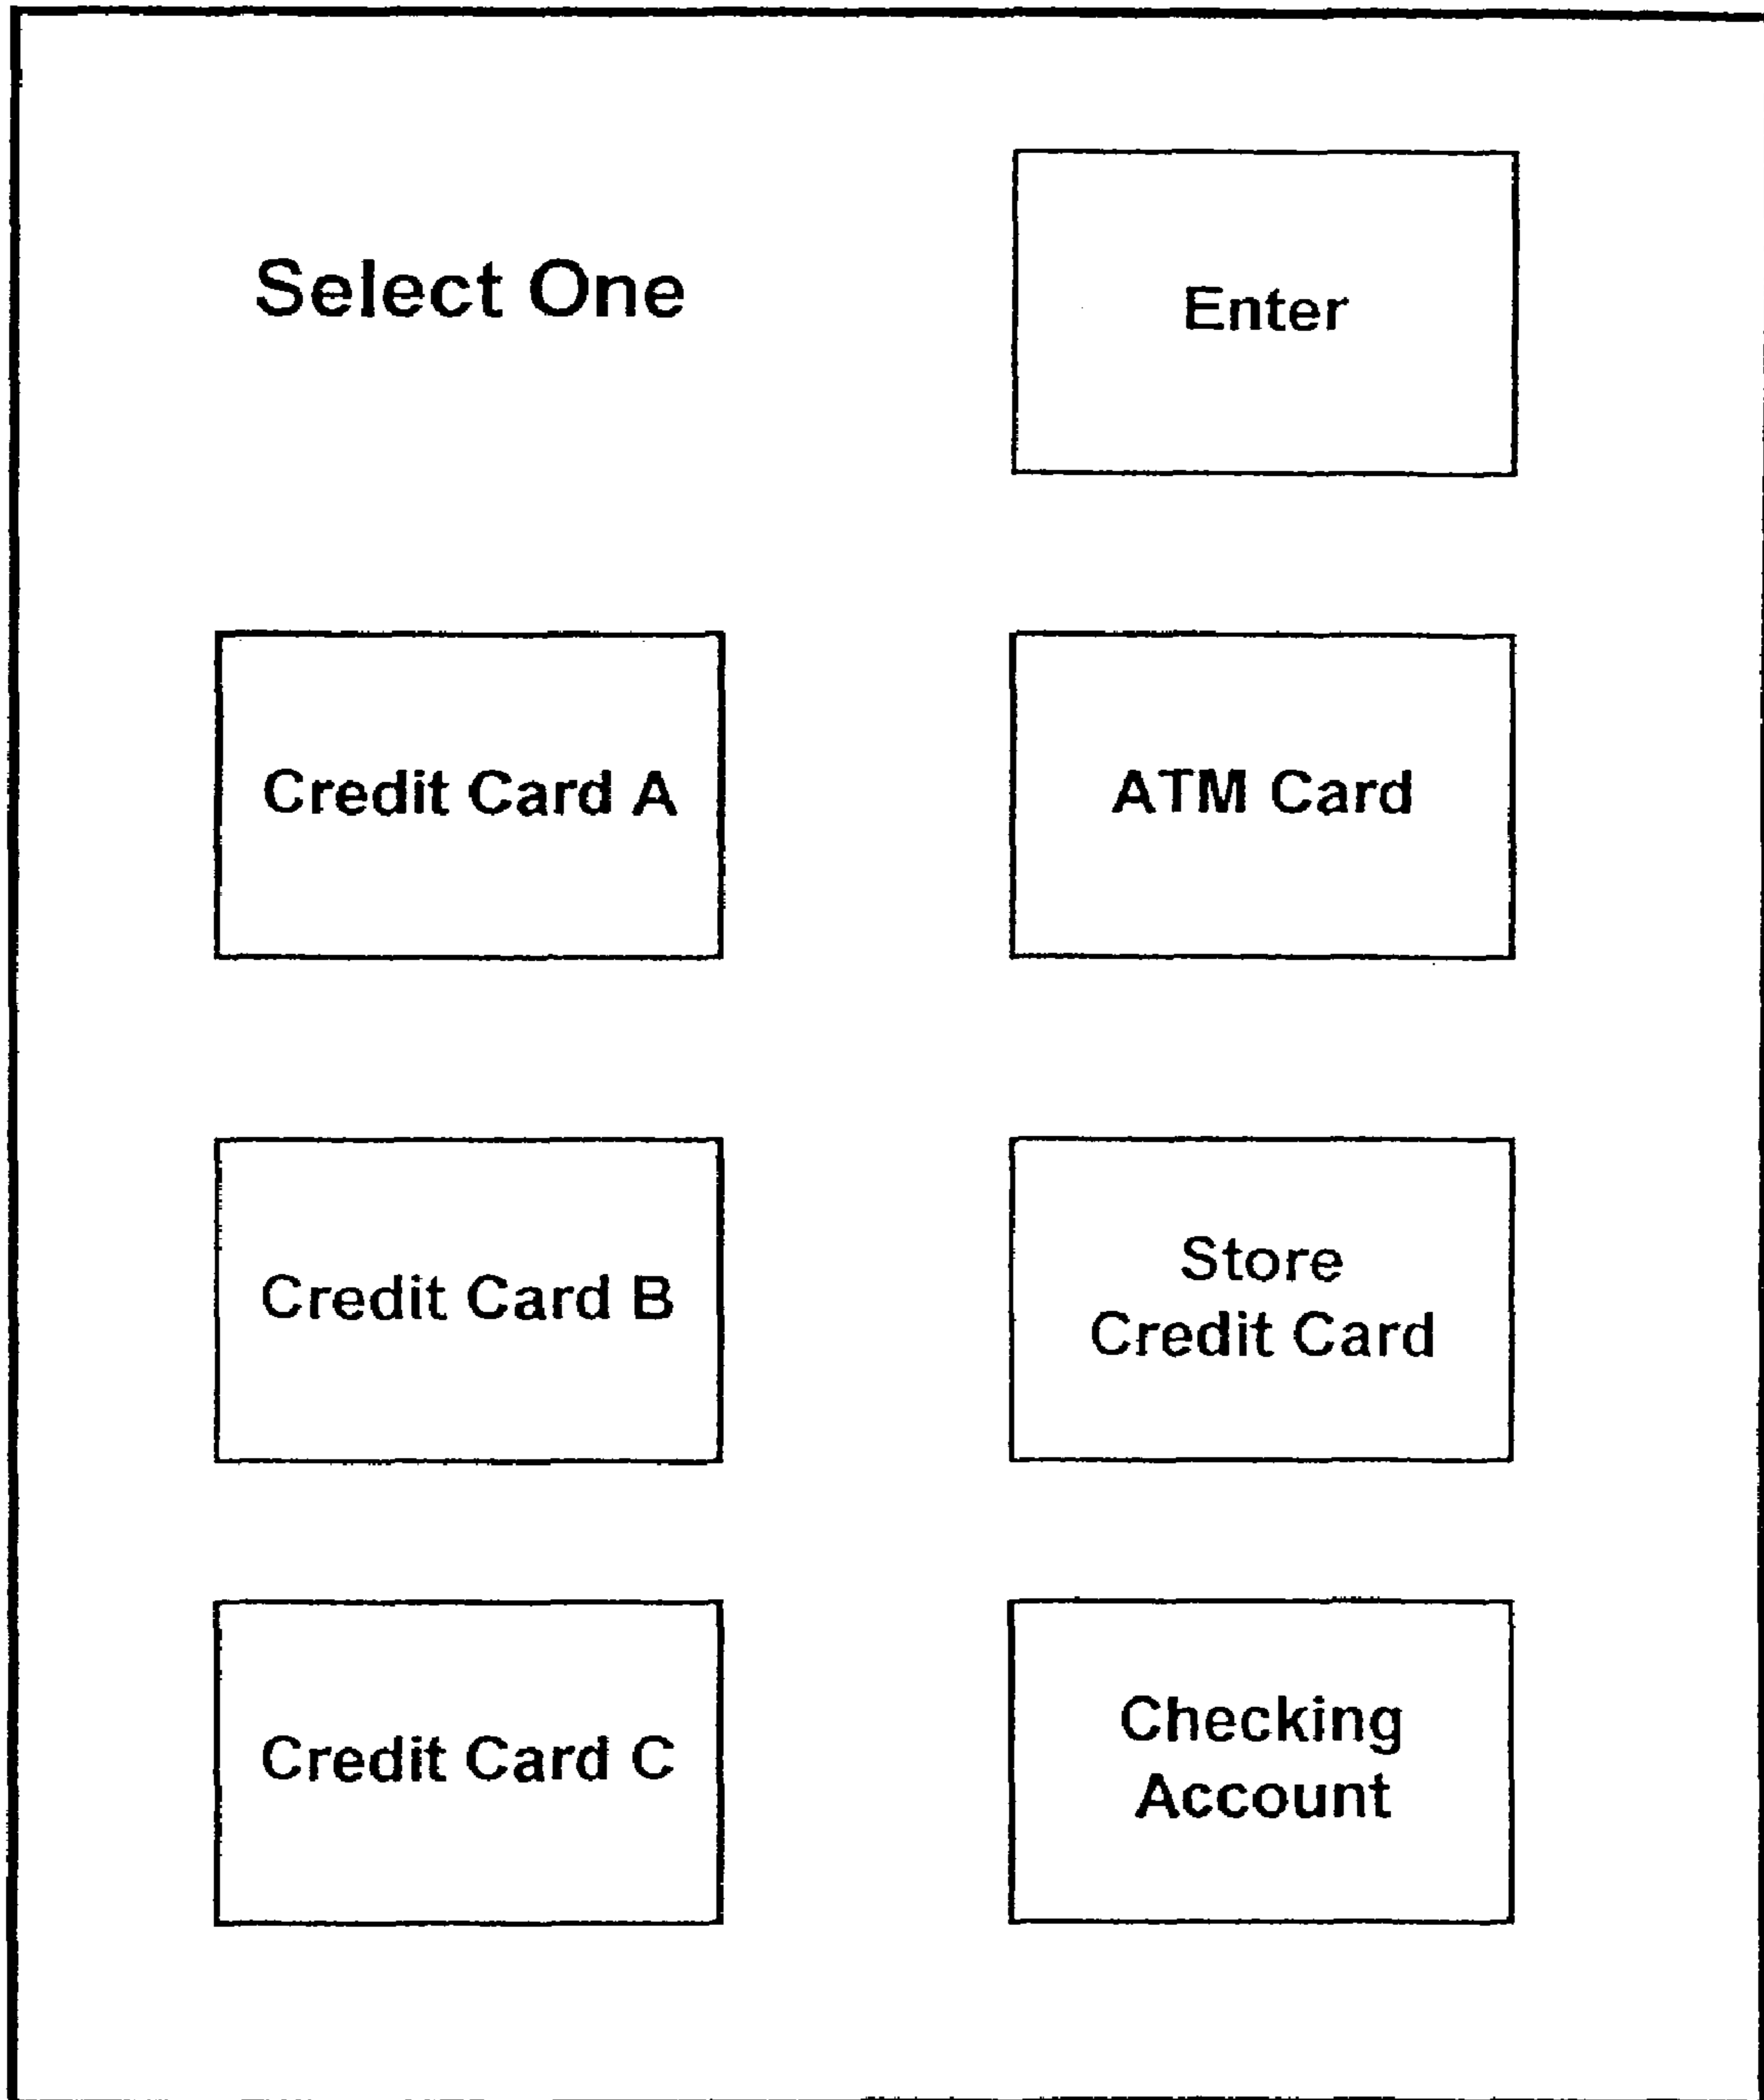 Select One
Enter
Credit Card A
ATM Card
Credit Card B
Store
Credit Card
Credit Card C
Checking
Account